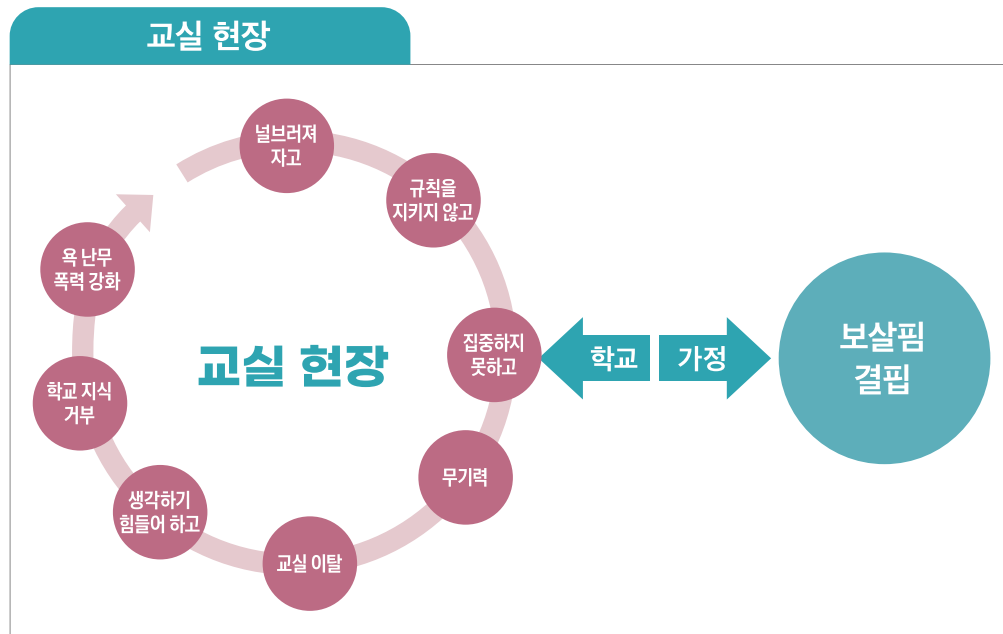 교실 현장
널브러져
자고
규칙을
지키지 않고
집중하지
못하고
무기력
교실 이탈
생각하기
힘들어 하고
학교 지식
거부
욕 난무
폭력 강화
교실 현장
학교
가정
보살핌
결핍